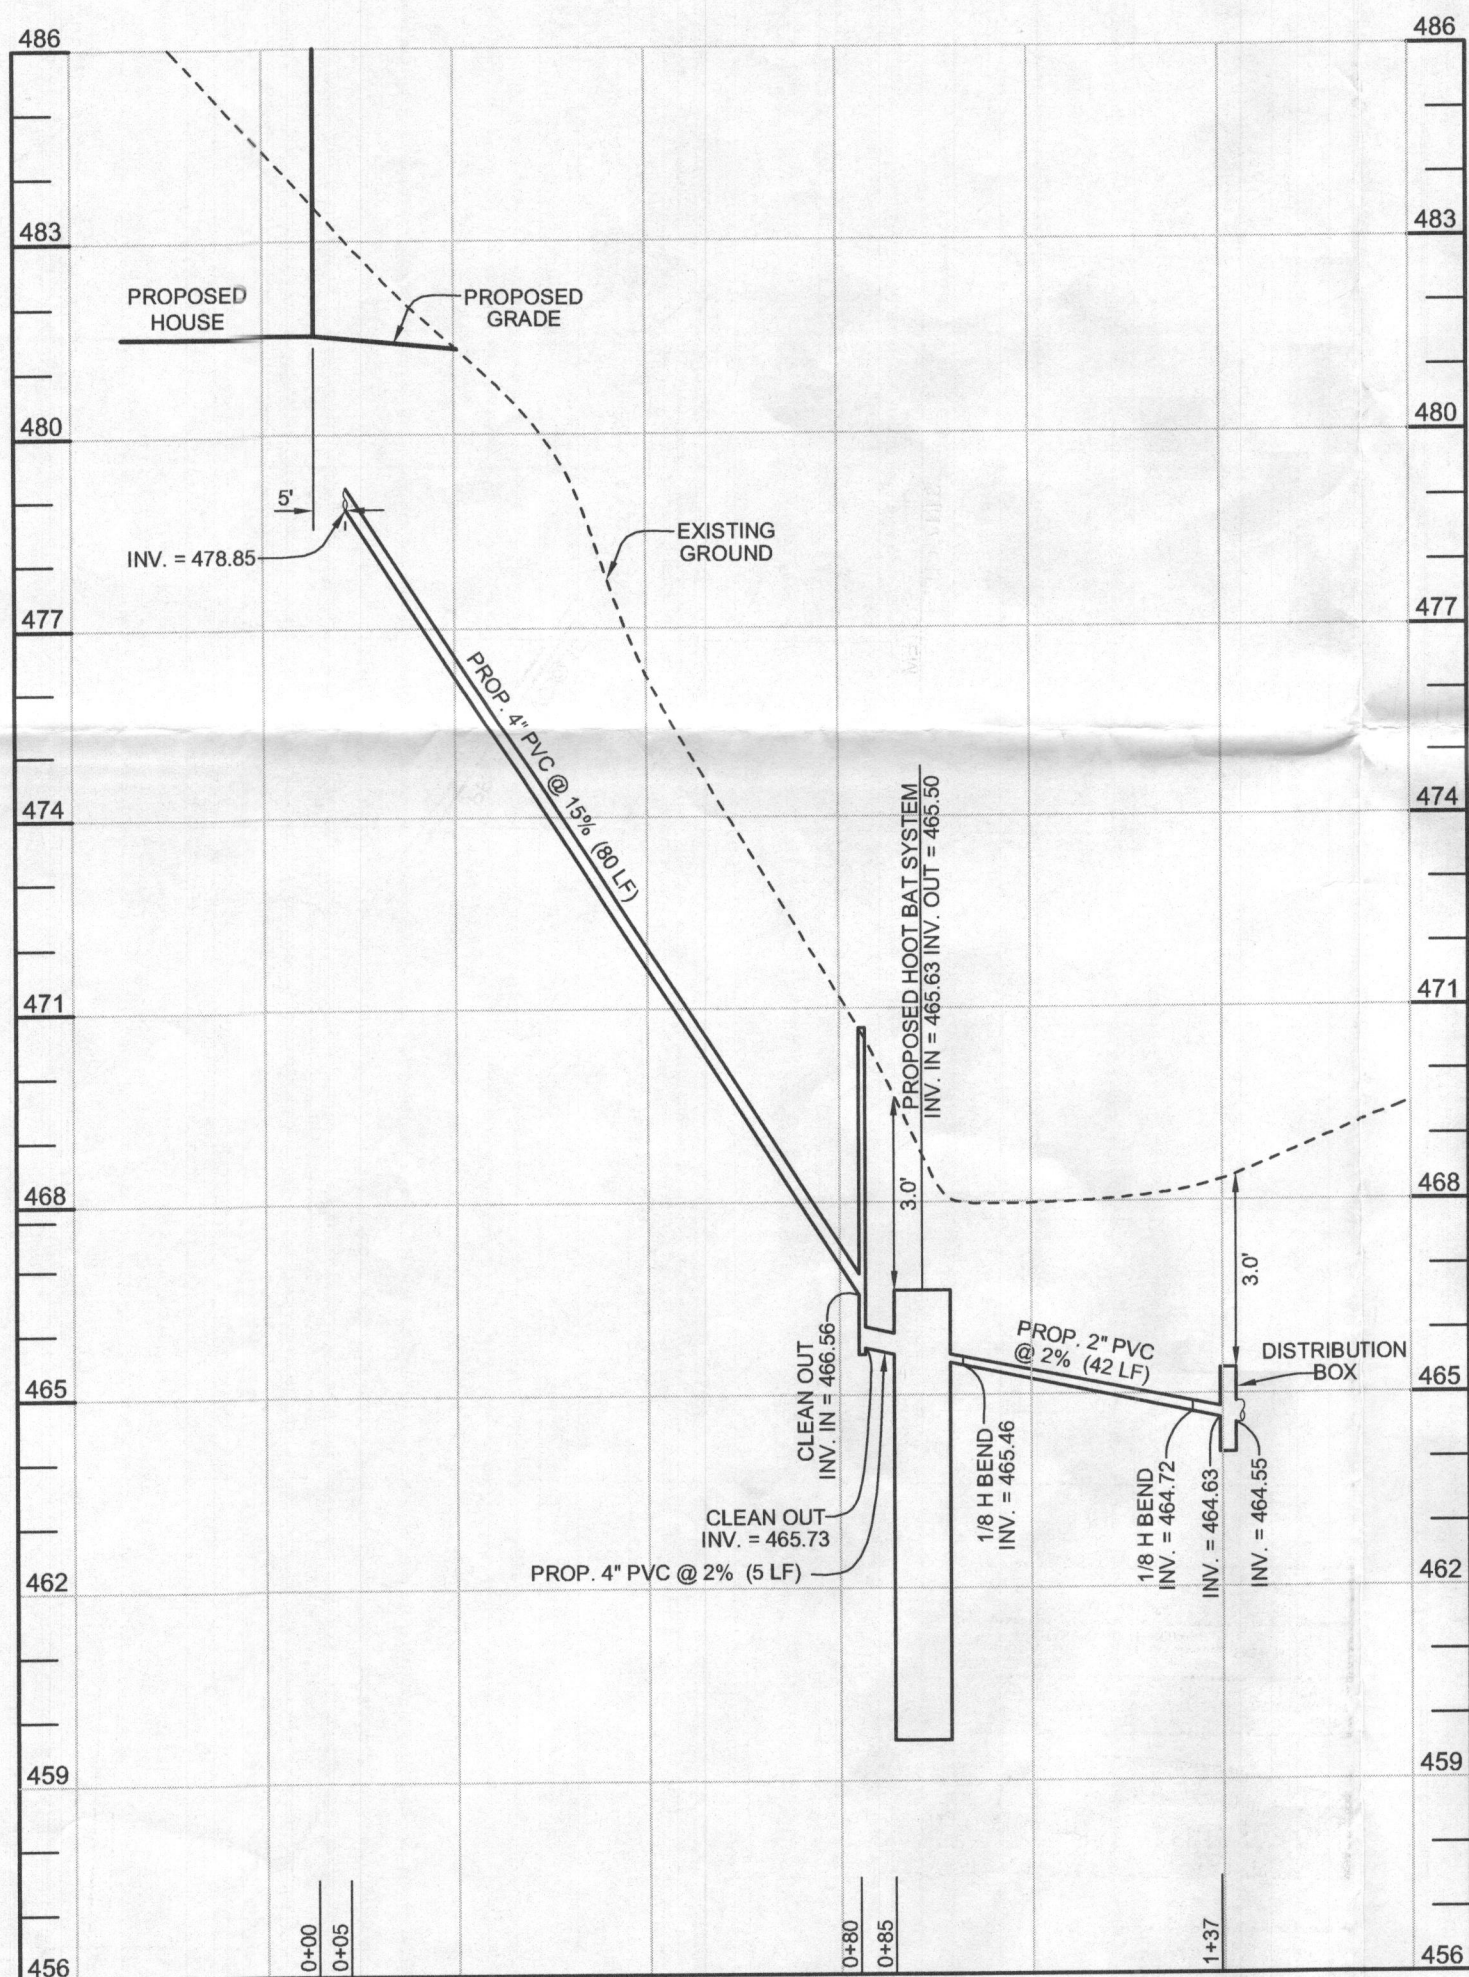 486
486
483
483
PROPOSED
HOUSE
PROPOSED
GRADE
480
480
5'
INV. = 478.85
EXISTING
GROUND
477
477
PROP. 4" PVC @ 15% (80 LF)
474
474
PROPOSED HOOT BAT SYSTEM
INV. IN = 465.63 INV. OUT = 465.50
471
471
3.0'
468
468
3.0'
CLEAN OUT
INV. IN = 466.56
PROP. 2" PVC
@ 2% (42 LF)
DISTRIBUTION
BOX
465
465
1/8 H BEND
INV. = 465.46
1/8 H BEND
INV. = 464.72
INV. = 464.63
INV. = 464.55
CLEAN OUT
INV. = 465.73
PROP. 4" PVC @ 2% (5 LF)
462
462
459
459
0+00
0+05
0+80
0+85
1+37
456
456